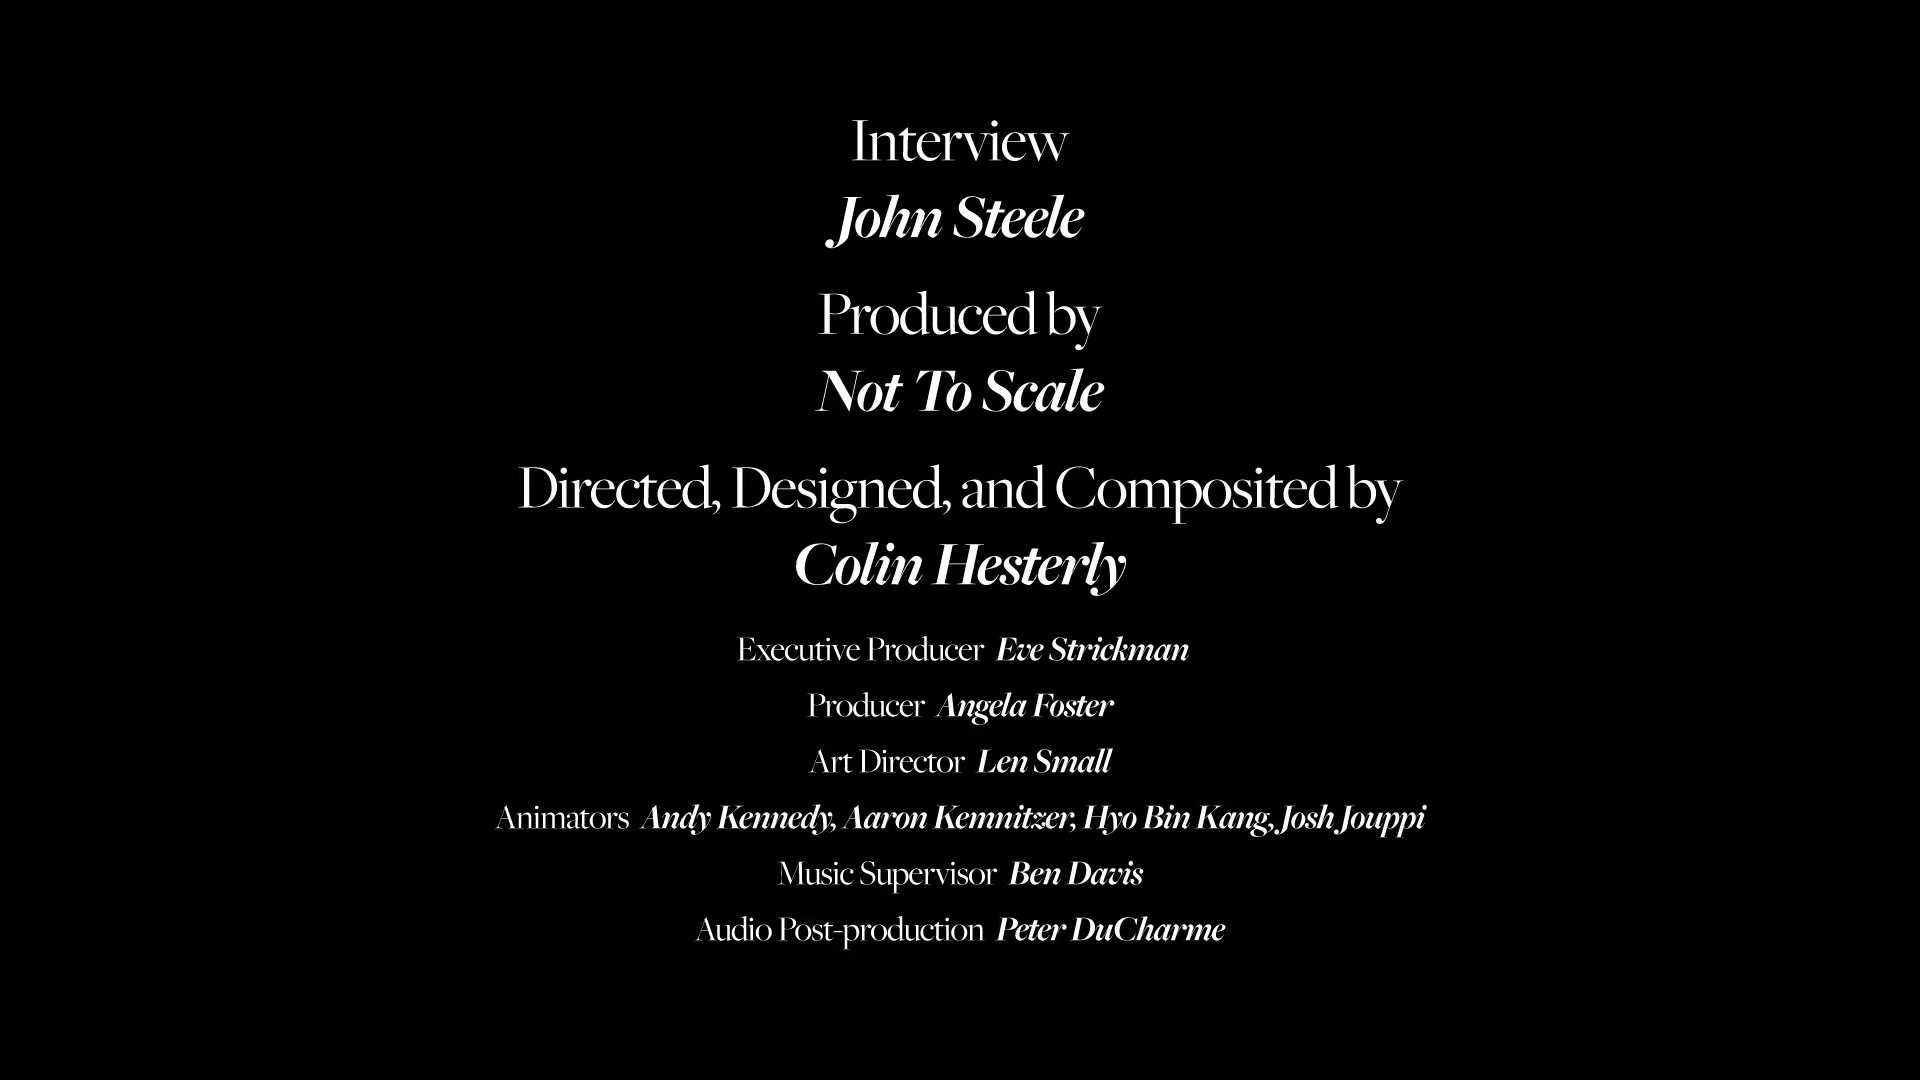 Interview
John Steele
Produced by
Not To Scale
Directed, Designed, and Composited by
Colin Hesterly
Executive Producer Eve Strickman
Producer Angela Foster
Art Director Len Small
Animators Andy Kennedy, Aaron Kemnitzer, Hyo Bin Kang, Josh Jouppi
Music Supervisor Ben Davis
Audio Post-production Peter DuCharme